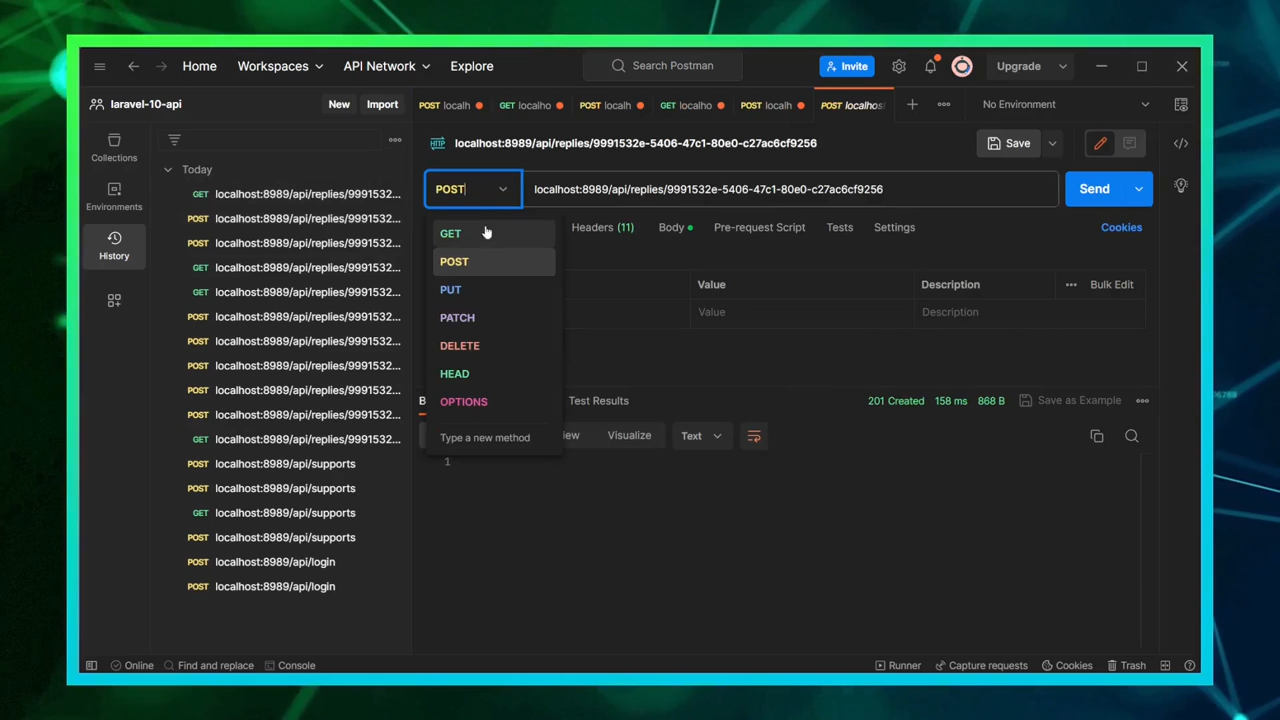 Home
Workspaces
API Network
Explore
Search Postman
Invite
Upgrade
laravel-10-api
New
Import
POST localh
GET localho
POST localh
GET localho
POST localh
POST localhos
No Environment
Collections
Environments
History
Today
GET localhost:8989/api/replies/9991532...
POST localhost:8989/api/replies/9991532...
POST localhost:8989/api/replies/9991532...
GET localhost:8989/api/replies/9991532...
GET localhost:8989/api/replies/9991532...
POST localhost:8989/api/replies/9991532...
POST localhost:8989/api/replies/9991532...
POST localhost:8989/api/replies/9991532...
POST localhost:8989/api/replies/9991532...
POST localhost:8989/api/replies/9991532...
GET localhost:8989/api/replies/9991532...
POST localhost:8989/api/supports
POST localhost:8989/api/supports
GET localhost:8989/api/supports
POST localhost:8989/api/supports
POST localhost:8989/api/login
POST localhost:8989/api/login
HTTP localhost:8989/api/replies/9991532e-5406-47c1-80e0-c27ac6cf9256
Save
POST
localhost:8989/api/replies/9991532e-5406-47c1-80e0-c27ac6cf9256
Send
GET
POST
PUT
PATCH
DELETE
HEAD
OPTIONS
Type a new method
Headers (11)
Body
Pre-request Script
Tests
Settings
Cookies
Value
Description
Bulk Edit
Value
Description
B
Test Results
201 Created
158 ms
868 B
Save as Example
iew
Visualize
Text
1
Online
Find and replace
Console
Runner
Capture requests
Cookies
Trash